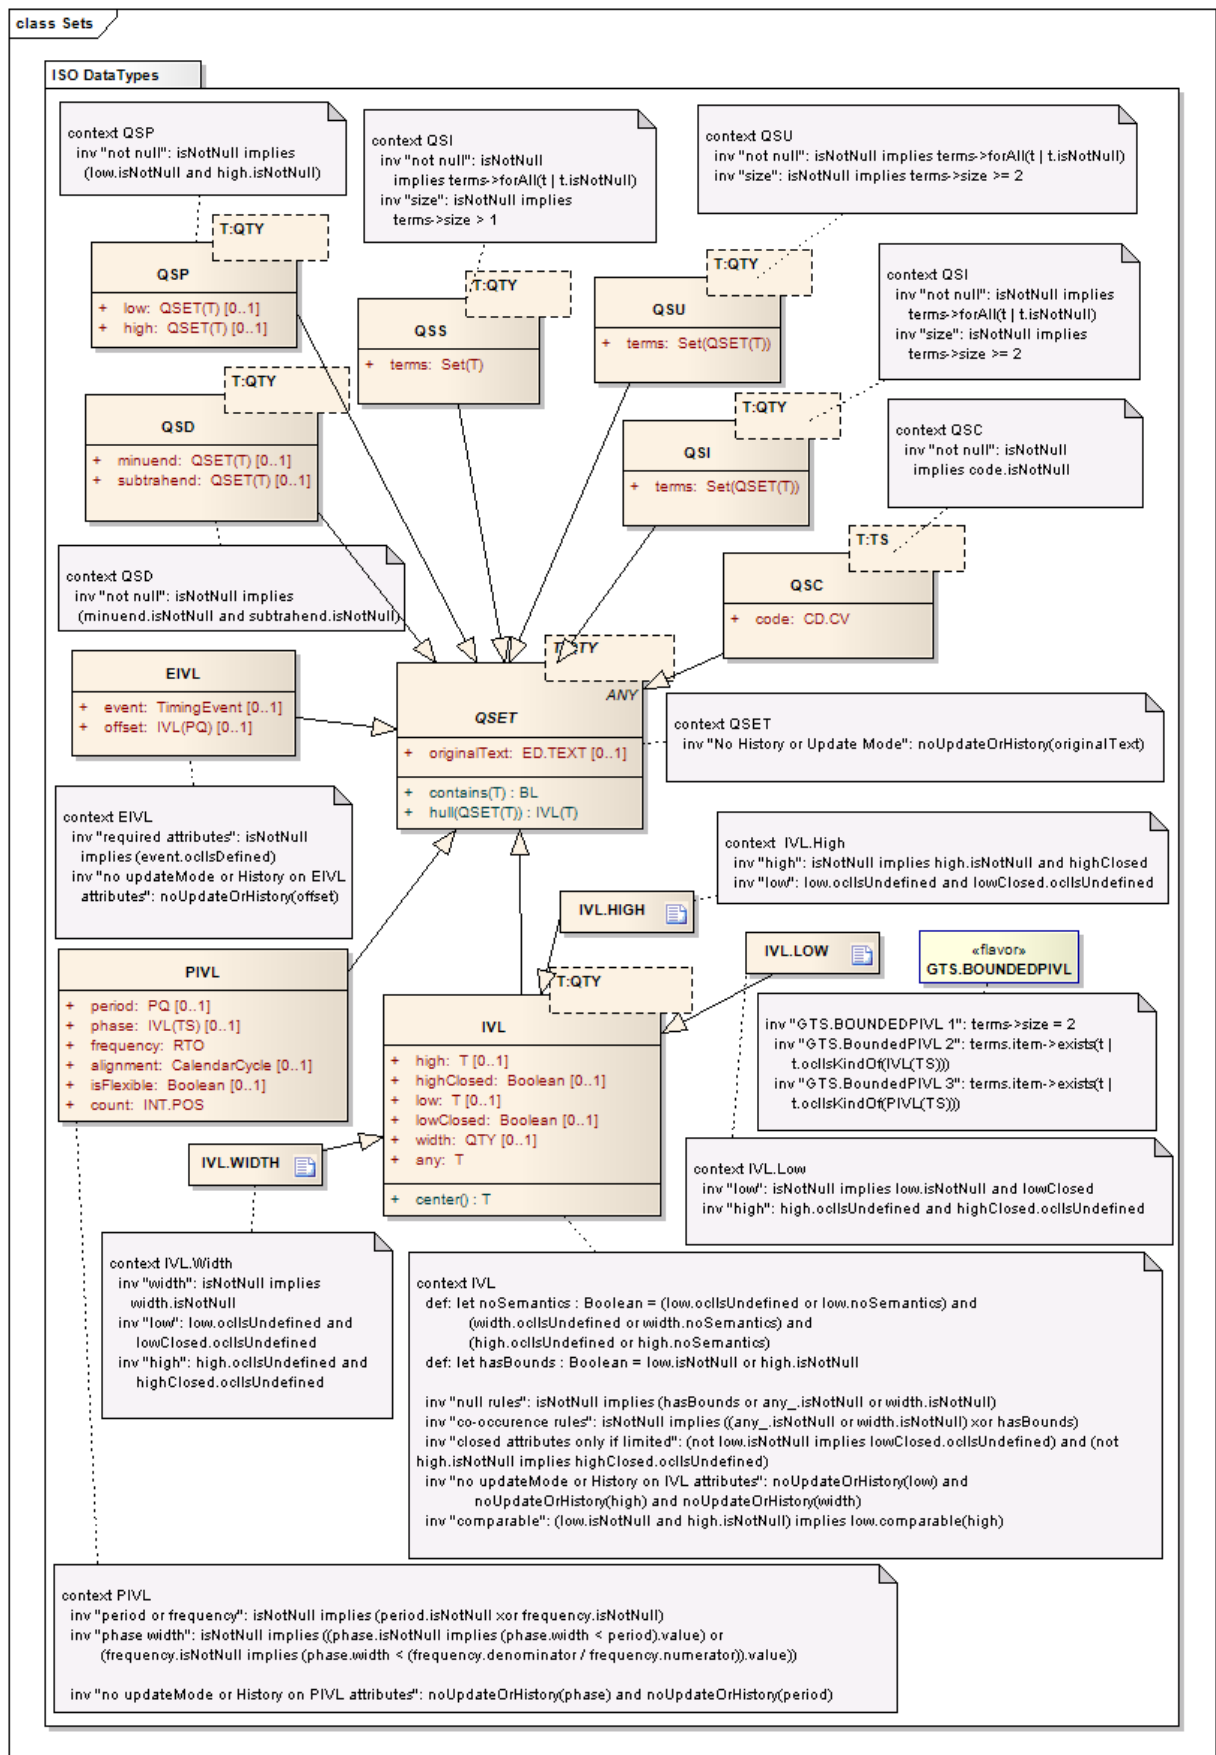 class Sets
ISO DataTypes
context QSP
inv "not null": isNotNull implies
(low.isNotNull and high.isNotNull)
context QSI
inv "not null": isNotNull
implies terms->forAll(t | t.isNotNull)
inv "size": isNotNull implies
terms->size > 1
context QSU
inv "not null": isNotNull implies terms->forAll(t | t.isNotNull)
inv "size": isNotNull implies terms->size >= 2
T:QTY
QSP
+ low: QSET(T) [0..1]
+ high: QSET(T) [0..1]
T:QTY
QSS
+ terms: Set(T)
T:QTY
QSU
+ terms: Set(QSET(T))
context QSI
inv "not null": isNotNull implies
terms->forAll(t | t.isNotNull)
inv "size": isNotNull implies
terms->size >= 2
T:QTY
QSD
+ minuend: QSET(T) [0..1]
+ subtrahend: QSET(T) [0..1]
T:QTY
QSI
+ terms: Set(QSET(T))
context QSC
inv "not null": isNotNull
implies code.isNotNull
T:TS
QSC
+ code: CD.CV
context QSD
inv "not null": isNotNull implies
(minuend.isNotNull and subtrahend.isNotNull)
EIVL
+ event: TimingEvent [0..1]
+ offset: IVL(PQ) [0..1]
T:QTY
ANY
QSET
+ originalText: ED.TEXT [0..1]
+ contains(T) : BL
+ hull(QSET(T)) : IVL(T)
context QSET
inv "No History or Update Mode": noUpdateOrHistory(originalText)
context EIVL
inv "required attributes": isNotNull
implies (event.oclIsDefined)
inv "no updateMode or History on EIVL
attributes": noUpdateOrHistory(offset)
context IVL.High
inv "high": isNotNull implies high.isNotNull and highClosed
inv "low": low.oclIsUndefined and lowClosed.oclIsUndefined
IVL.HIGH
IVL.LOW
«flavor»
GTS.BOUNDEDPIVL
PIVL
+ period: PQ [0..1]
+ phase: IVL(TS) [0..1]
+ frequency: RTO
+ alignment: CalendarCycle [0..1]
+ isFlexible: Boolean [0..1]
+ count: INT.POS
T:QTY
IVL
+ high: T [0..1]
+ highClosed: Boolean [0..1]
+ low: T [0..1]
+ lowClosed: Boolean [0..1]
+ width: QTY [0..1]
+ any: T
+ center() : T
inv "GTS.BOUNDEDPIVL 1": terms->size = 2
inv "GTS.BoundedPIVL 2": terms.item->exists(t |
t.oclIsKindOf(IVL(TS)))
inv "GTS.BoundedPIVL 3": terms.item->exists(t |
t.oclIsKindOf(PIVL(TS)))
IVL.WIDTH
context IVL.Low
inv "low": isNotNull implies low.isNotNull and lowClosed
inv "high": high.oclIsUndefined and highClosed.oclIsUndefined
context IVL.Width
inv "width": isNotNull implies
width.isNotNull
inv "low": low.oclIsUndefined and
lowClosed.oclIsUndefined
inv "high": high.oclIsUndefined and
highClosed.oclIsUndefined
context IVL
def: let noSemantics : Boolean = (low.oclIsUndefined or low.noSemantics) and
(width.oclIsUndefined or width.noSemantics) and
(high.oclIsUndefined or high.noSemantics)
def: let hasBounds : Boolean = low.isNotNull or high.isNotNull
inv "null rules": isNotNull implies (hasBounds or any_.isNotNull or width.isNotNull)
inv "co-occurence rules": isNotNull implies ((any_.isNotNull or width.isNotNull) xor hasBounds)
inv "closed attributes only if limited": (not low.isNotNull implies lowClosed.oclIsUndefined) and (not
high.isNotNull implies highClosed.oclIsUndefined)
inv "no updateMode or History on IVL attributes": noUpdateOrHistory(low) and
noUpdateOrHistory(high) and noUpdateOrHistory(width)
inv "comparable": (low.isNotNull and high.isNotNull) implies low.comparable(high)
context PIVL
inv "period or frequency": isNotNull implies (period.isNotNull xor frequency.isNotNull)
inv "phase width": isNotNull implies ((phase.isNotNull implies (phase.width < period).value) or
(frequency.isNotNull implies (phase.width < (frequency.denominator / frequency.numerator)).value))
inv "no updateMode or History on PIVL attributes": noUpdateOrHistory(phase) and noUpdateOrHistory(period)